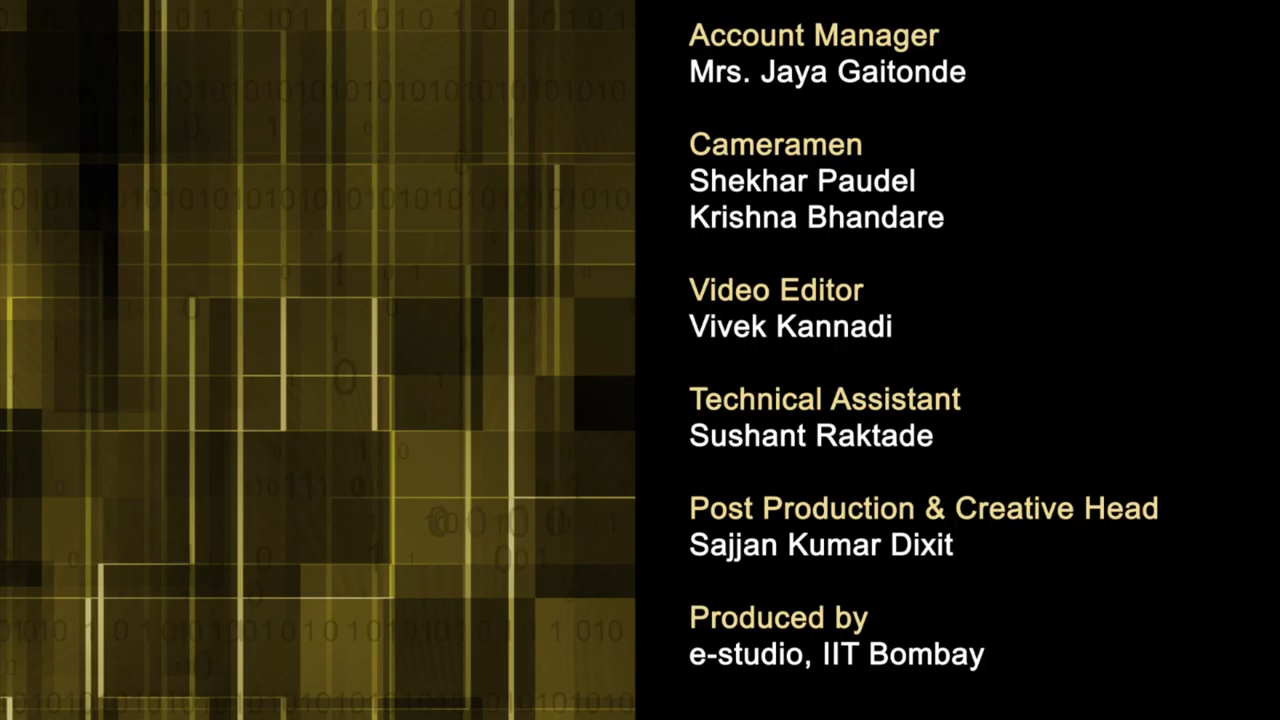 Account Manager
Mrs. Jaya Gaitonde
Cameramen
Shekhar Paudel
Krishna Bhandare
Video Editor
Vivek Kannadi
Technical Assistant
Sushant Raktade
Post Production & Creative Head
Sajjan Kumar Dixit
Produced by
e-studio, IIT Bombay